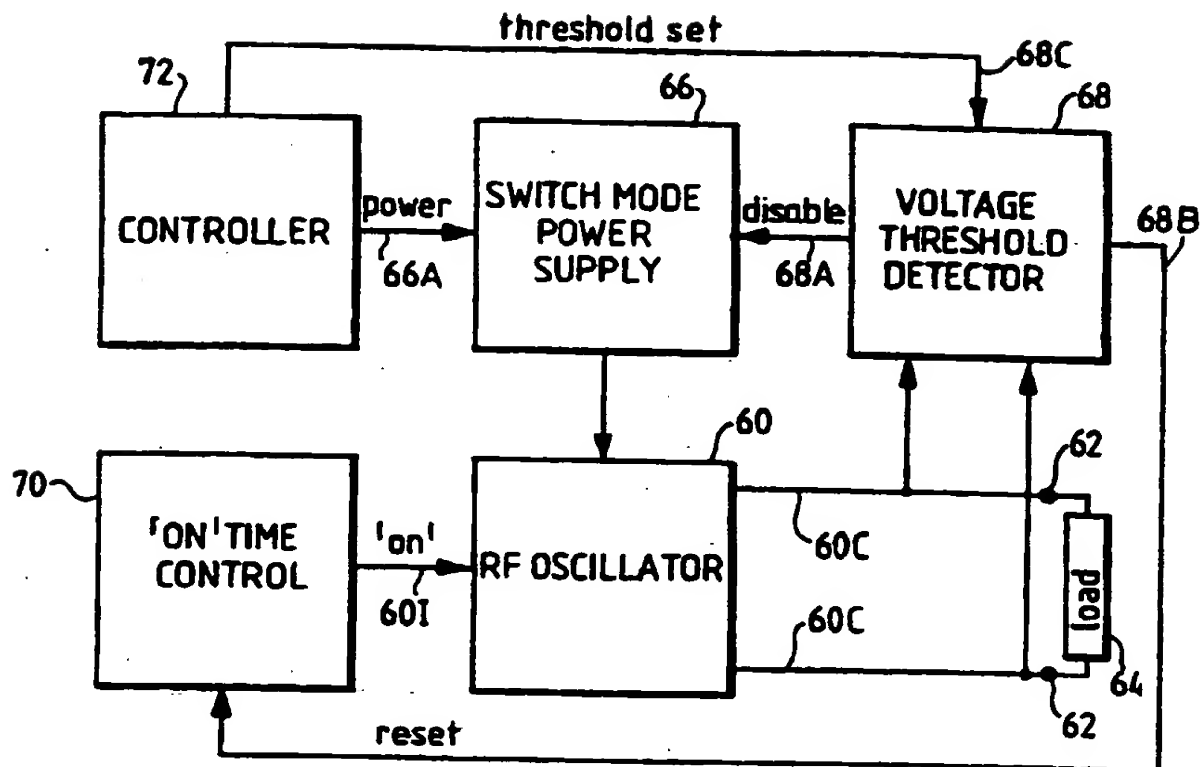 threshold set
68C
72
66
68
CONTROLLER
power
66A
SWITCH MODE
POWER
SUPPLY
disable
68A
VOLTAGE
THRESHOLD
DETECTOR
68B
70
'ON' TIME
CONTROL
'on'
60I
60
RF OSCILLATOR
60C
60C
62
load
64
62
reset